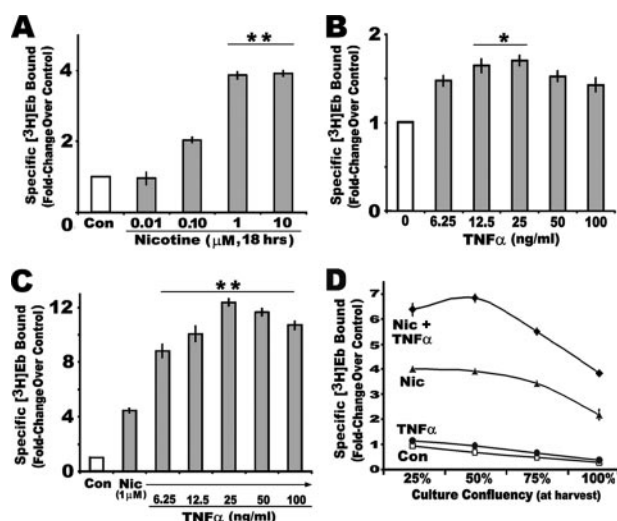 A
Specific [³H]Eb Bound
(Fold-Change Over Control)
4
2
0
**
Con
0.01
0.10
1
10
Nicotine (μM, 18 hrs)
B
Specific [³H]Eb Bound
(Fold-Change Over Control)
2
1
0
*
0
6.25
12.5
25
50
100
TNFα (ng/ml)
C
Specific [³H]Eb Bound
(Fold-Change Over Control)
12
8
4
0
**
Con
Nic
(1μM)
6.25
12.5
25
50
100
TNFα (ng/ml)
D
Specific [³H]Eb Bound
(Fold-Change Over Control)
7
6
5
4
3
2
1
0
Nic +
TNFα
Nic
TNFα
Con
25%
50%
75%
100%
Culture Confluency (at harvest)